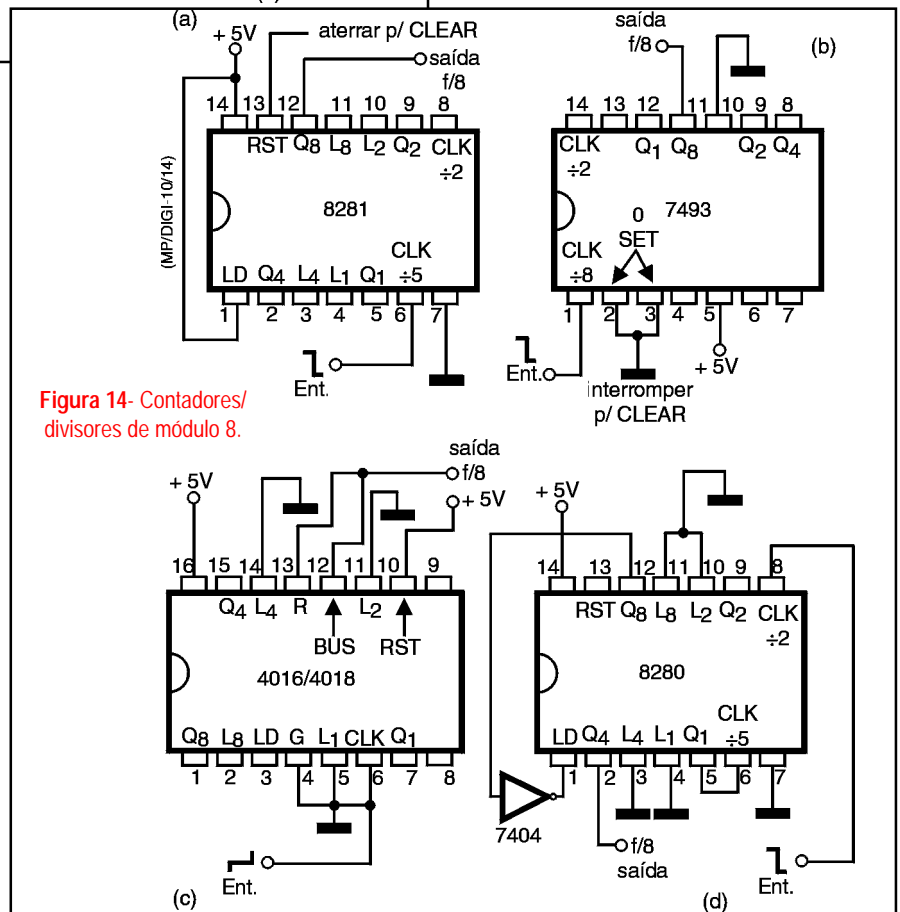 (a)
+ 5V
aterrar p/ CLEAR
saída
f/8
14 13 12 11 10 9 8
RST Q8 L8 L2 Q2 CLK
÷2
8281
(MP/DIGI-10/14)
CLK
÷5
LD Q4 L4 L1 Q1
1 2 3 4 5 6 7
Ent.
(b)
saída
f/8
14 13 12 11 10 9 8
CLK Q1 Q8 Q2 Q4
÷2
7493
0
SET
CLK
÷8
1 2 3 4 5 6 7
Ent.
+ 5V
interromper
p/ CLEAR
Figura 14- Contadores/
divisores de módulo 8.
saída
f/8
+ 5V
+ 5V
16 15 14 13 12 11 10 9
Q4 L4 R L2
BUS RST
4016/4018
Q8 L8 LD G L1 CLK Q1
1 2 3 4 5 6 7 8
Ent.
(c)
+ 5V
14 13 12 11 10 9 8
RST Q8 L8 L2 Q2 CLK
÷2
8280
CLK
÷5
LD Q4 L4 L1 Q1
1 2 3 4 5 6 7
7404
f/8
saída
Ent.
(d)